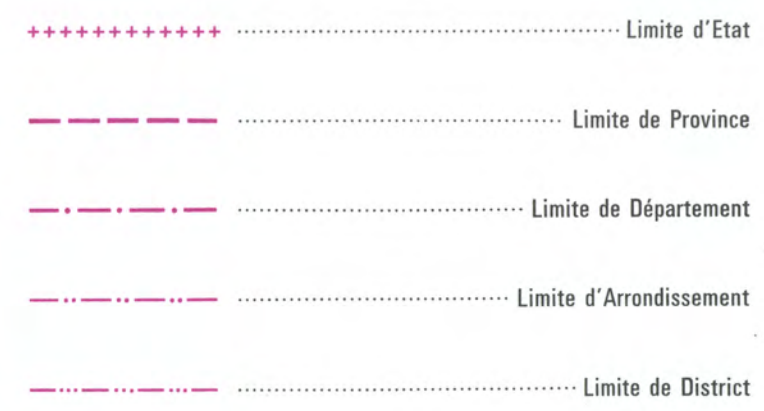 Limite d'Etat
Limite de Province
Limite de Département
Limite d'Arrondissement
Limite de District